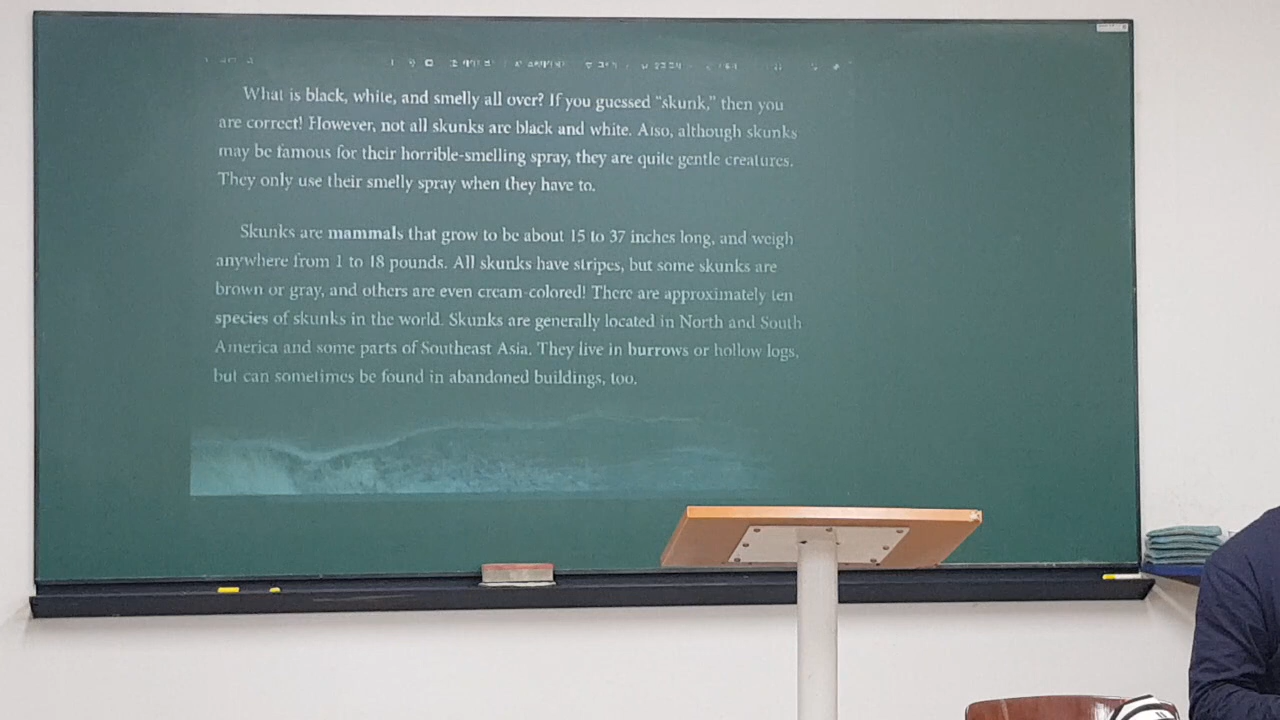 What is black, white, and smelly all over? If you guessed "skunk," then you
are correct! However, not all skunks are black and white. Also, although skunks
may be famous for their horrible-smelling spray, they are quite gentle creatures.
They only use their smelly spray when they have to.
Skunks are mammals that grow to be about 15 to 37 inches long, and weigh
anywhere from 1 to 18 pounds. All skunks have stripes, but some skunks are
brown or gray, and others are even cream-colored! There are approximately ten
species of skunks in the world. Skunks are generally located in North and South
America and some parts of Southeast Asia. They live in burrows or hollow logs,
but can sometimes be found in abandoned buildings, too.